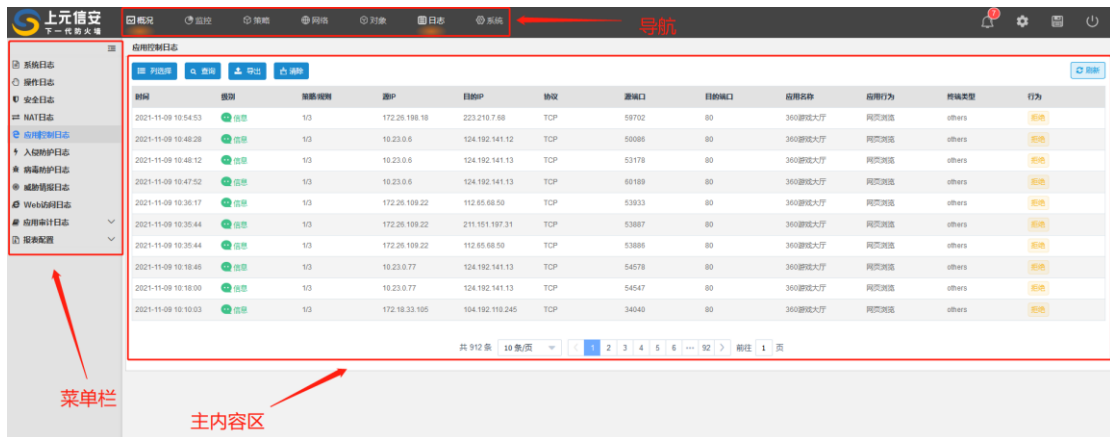 上元信安
下一代防火墙
概况 监控 策略 网络 对象 日志 系统
导航
7
应用控制日志
系统日志
操作日志
安全日志
NAT日志
应用控制日志
入侵防护日志
病毒防护日志
威胁情报日志
Web访问日志
应用审计日志
报表配置
列选择 查询 导出 清除 刷新
时间 级别 策略/规则 源IP 目的IP 协议 源端口 目的端口 应用名称 应用行为 终端类型 行为
2021-11-09 10:54:53 信息 1/3 172.26.198.18 223.210.7.68 TCP 59702 80 360游戏大厅 网页浏览 others 拒绝
2021-11-09 10:48:28 信息 1/3 10.23.0.6 124.192.141.12 TCP 50086 80 360游戏大厅 网页浏览 others 拒绝
2021-11-09 10:48:12 信息 1/3 10.23.0.6 124.192.141.13 TCP 53178 80 360游戏大厅 网页浏览 others 拒绝
2021-11-09 10:47:52 信息 1/3 10.23.0.6 124.192.141.13 TCP 60189 80 360游戏大厅 网页浏览 others 拒绝
2021-11-09 10:36:17 信息 1/3 172.26.109.22 112.65.68.50 TCP 53933 80 360游戏大厅 网页浏览 others 拒绝
2021-11-09 10:35:44 信息 1/3 172.26.109.22 211.151.197.31 TCP 53887 80 360游戏大厅 网页浏览 others 拒绝
2021-11-09 10:35:44 信息 1/3 172.26.109.22 112.65.68.50 TCP 53886 80 360游戏大厅 网页浏览 others 拒绝
2021-11-09 10:18:46 信息 1/3 10.23.0.77 124.192.141.13 TCP 54578 80 360游戏大厅 网页浏览 others 拒绝
2021-11-09 10:18:00 信息 1/3 10.23.0.77 124.192.141.13 TCP 54547 80 360游戏大厅 网页浏览 others 拒绝
2021-11-09 10:10:03 信息 1/3 172.18.33.105 104.192.110.245 TCP 34040 80 360游戏大厅 网页浏览 others 拒绝
共 912 条 10 条/页 1 2 3 4 5 6 ··· 92 前往 1 页
菜单栏
主内容区